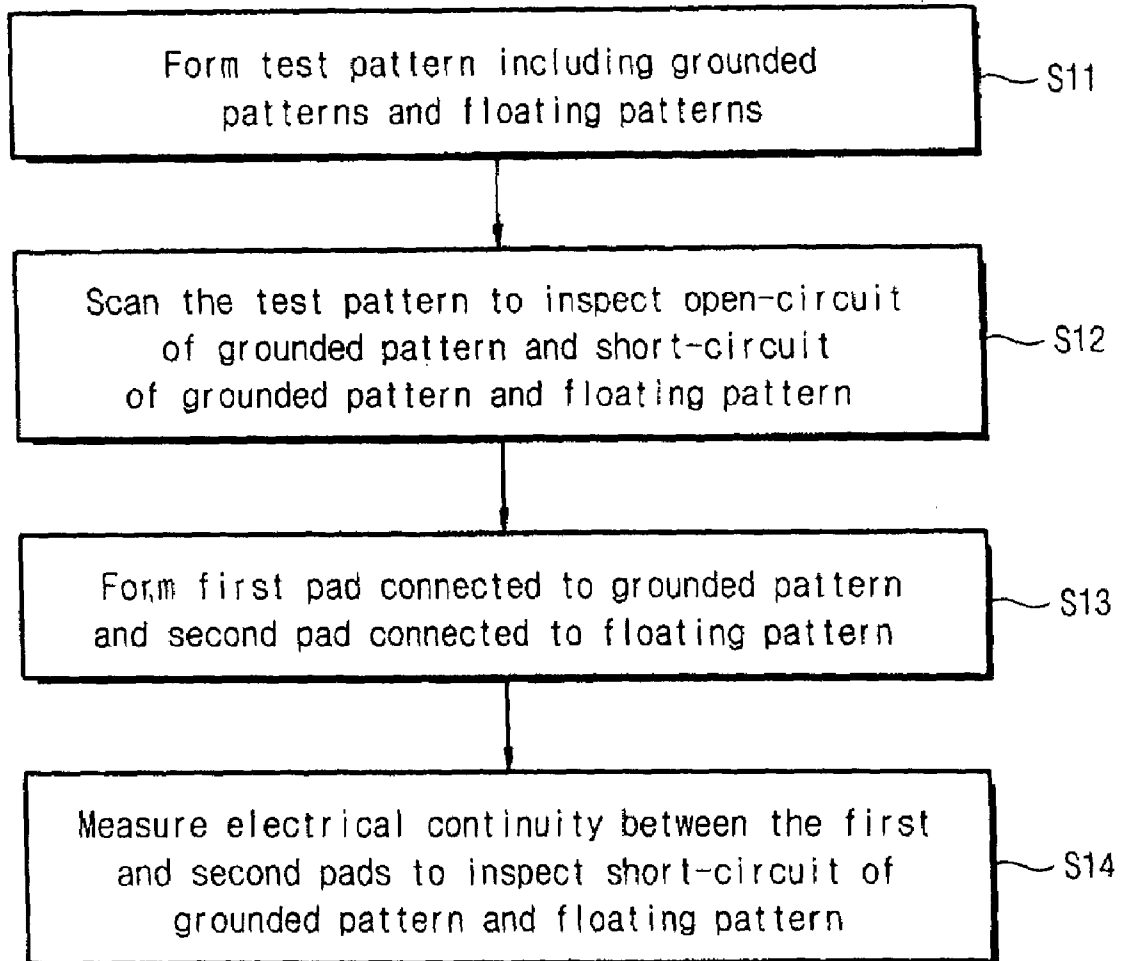 Form test pattern including grounded
patterns and floating patterns
S11
Scan the test pattern to inspect open-circuit
of grounded pattern and short-circuit
of grounded pattern and floating pattern
S12
Form first pad connected to grounded pattern
and second pad connected to floating pattern
S13
Measure electrical continuity between the first
and second pads to inspect short-circuit of
grounded pattern and floating pattern
S14